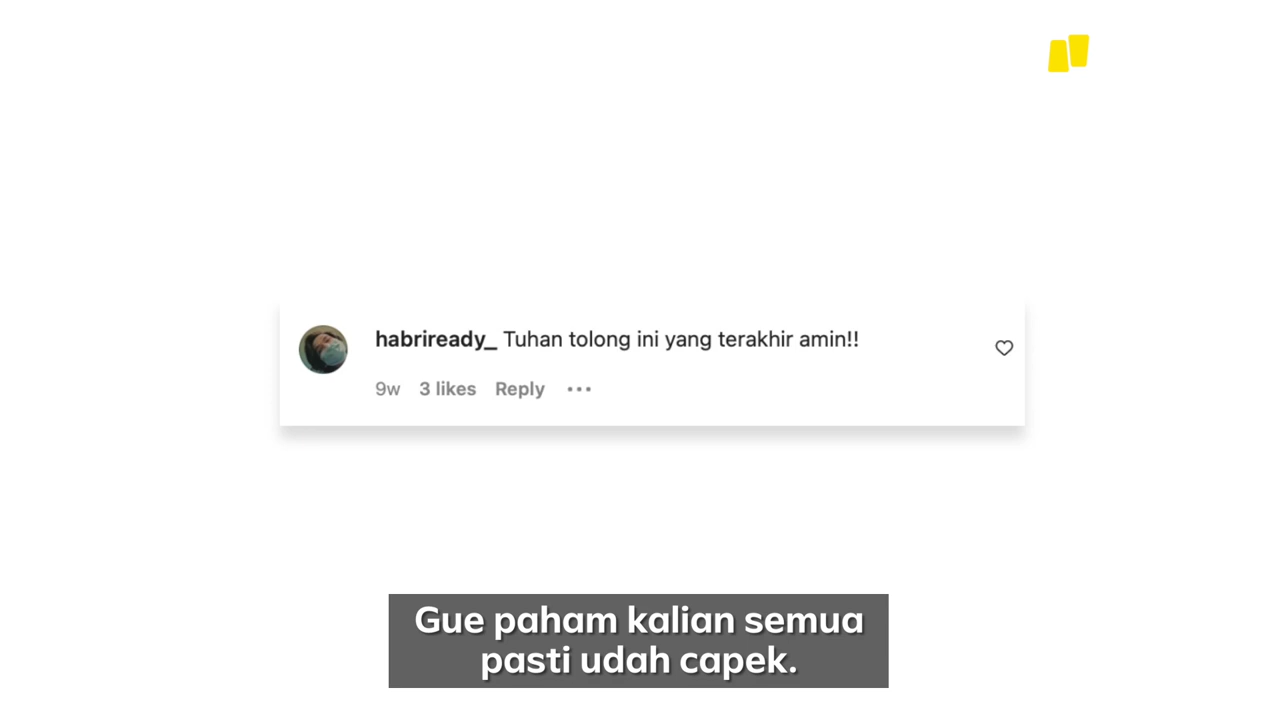 habriready_ Tuhan tolong ini yang terakhir amin!!
9w 3 likes Reply ...
Gue paham kalian semua
pasti udah capek.